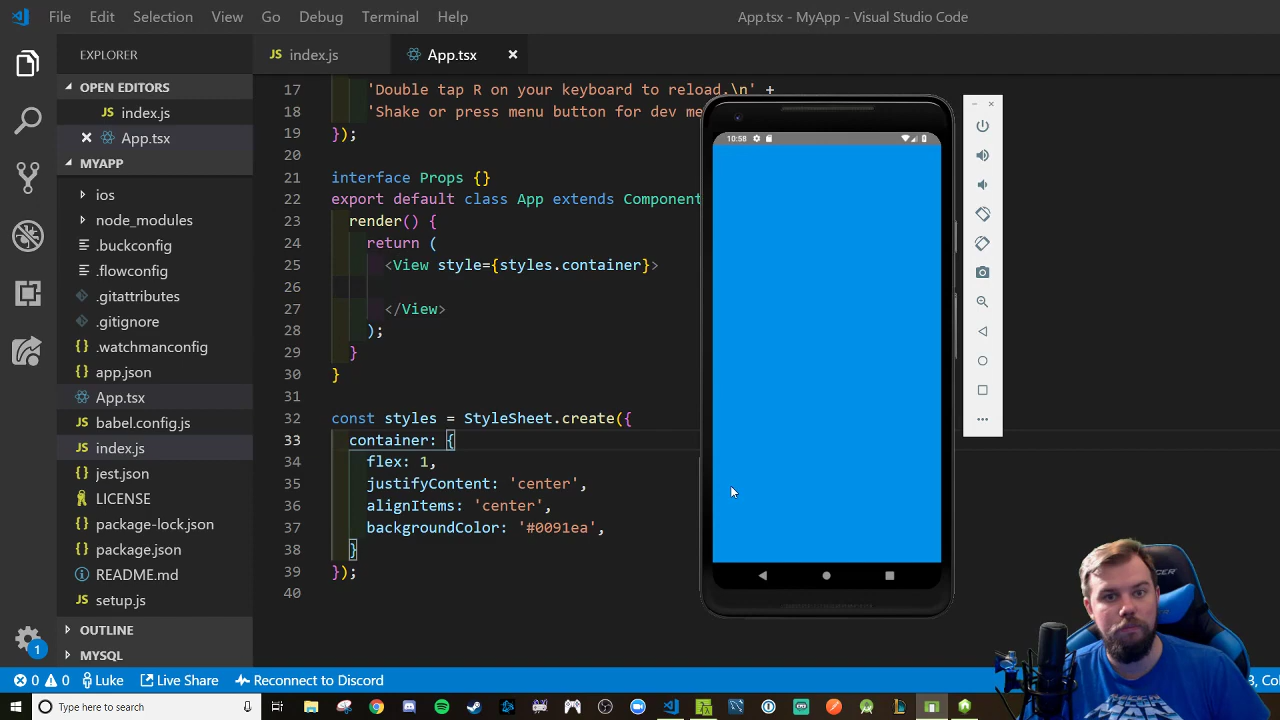 File Edit Selection View Go Debug Terminal Help
App.tsx - MyApp - Visual Studio Code
EXPLORER
OPEN EDITORS
JS index.js
App.tsx
MYAPP
ios
node_modules
.buckconfig
.flowconfig
.gitattributes
.gitignore
{} .watchmanconfig
{} app.json
App.tsx
JS babel.config.js
JS index.js
{} jest.json
LICENSE
{} package-lock.json
{} package.json
README.md
JS setup.js
OUTLINE
MYSQL
1
JS index.js
App.tsx
17 'Double tap R on your keyboard to reload.\n' +
18 'Shake or press menu button for dev me
19 });
20
21 interface Props {}
22 export default class App extends Component
23 render() {
24 return (
25 <View style={styles.container}>
26
27 </View>
28 );
29 }
30 }
31
32 const styles = StyleSheet.create({
33 container: {
34 flex: 1,
35 justifyContent: 'center',
36 alignItems: 'center',
37 backgroundColor: '#0091ea',
38 }
39 });
40
10:58
0 0 Luke Live Share Reconnect to Discord
3, Col
Type here to search